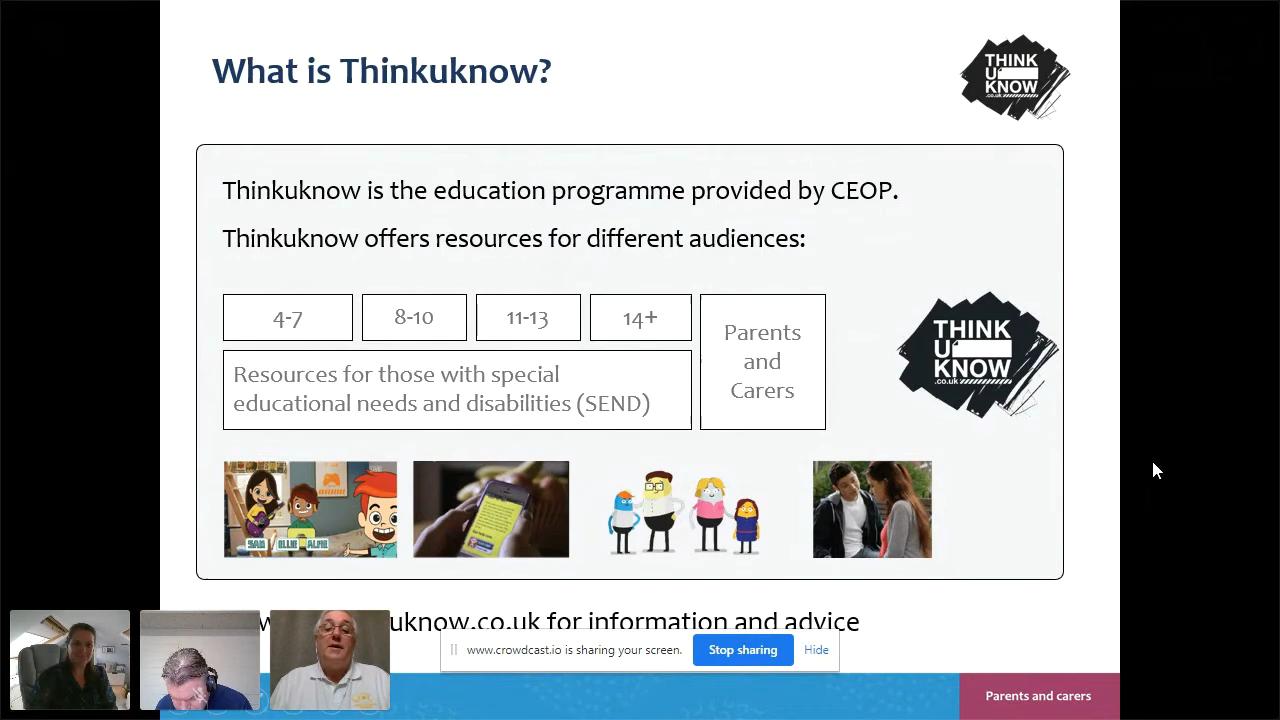 What is Thinkuknow?
THINK
U
KNOW
.co.uk
Thinkuknow is the education programme provided by CEOP.
Thinkuknow offers resources for different audiences:
4-7
8-10
11-13
14+
Parents
and
Carers
Resources for those with special
educational needs and disabilities (SEND)
THINK
U
KNOW
.co.uk
SAM
ELLIE
ALFIE
uknow.co.uk for information and advice
www.crowdcast.io is sharing your screen.
Stop sharing
Hide
Parents and carers